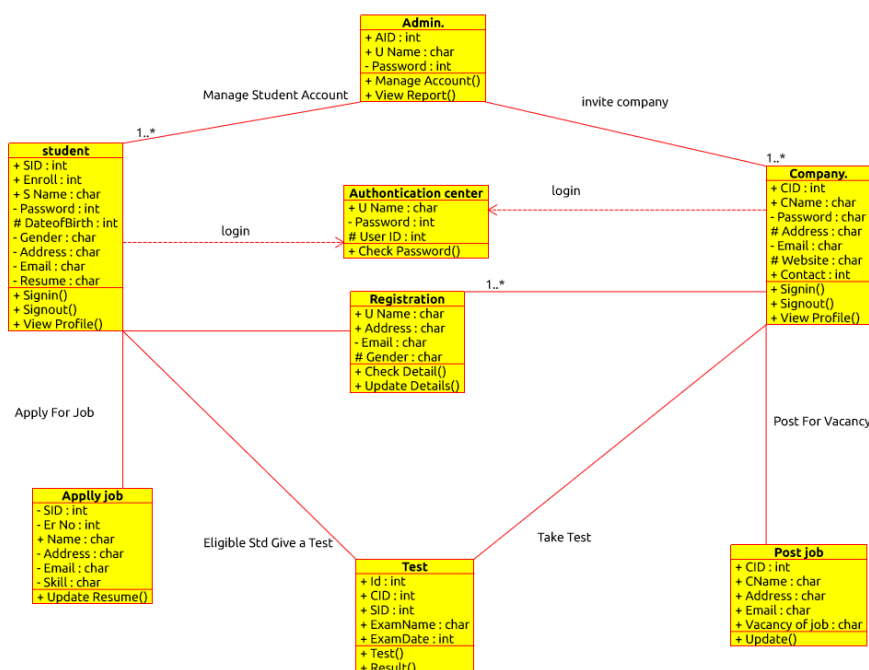 Admin.
+ AID : int
+ U Name : char
- Password : int
+ Manage Account()
+ View Report()
Manage Student Account
invite company
1..*
1..*
student
+ SID : int
+ Enroll : int
+ S Name : char
- Password : int
# DateofBirth : int
- Gender : char
- Address : char
- Email : char
- Resume : char
+ Signin()
+ Signout()
+ View Profile()
login
Authontication center
+ U Name : char
- Password : int
# User ID : int
+ Check Password()
login
Company.
+ CID : int
+ CName : char
- Password : char
# Address : char
- Email : char
# Website : char
+ Contact : int
+ Signin()
+ Signout()
+ View Profile()
1..*
Registration
+ U Name : char
+ Address : char
- Email : char
# Gender : char
+ Check Detail()
+ Update Details()
Apply For Job
Post For Vacancy
Applly job
- SID : int
- Er No : int
+ Name : char
- Address : char
- Email : char
- Skill : char
+ Update Resume()
Eligible Std Give a Test
Take Test
Test
+ Id : int
+ CID : int
+ SID : int
+ ExamName : char
+ ExamDate : int
+ Test()
+ Result()
Post job
+ CID : int
+ CName : char
+ Address : char
+ Email : char
+ Vacancy of job : char
+ Update()